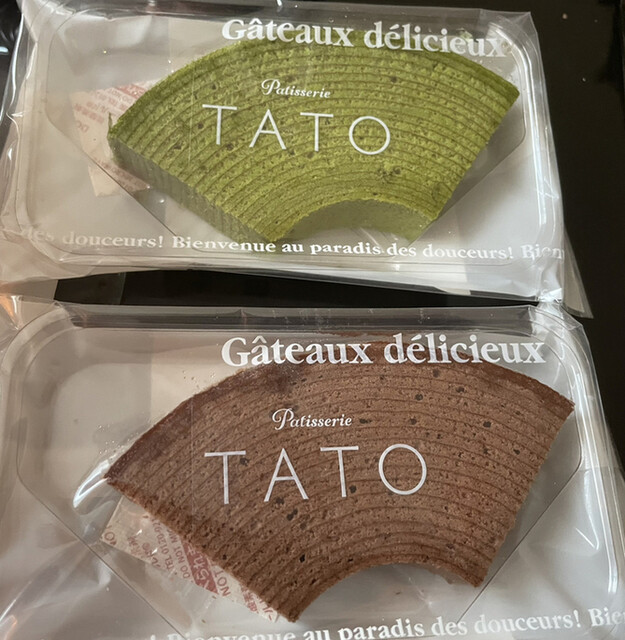 Gâteaux délicieux
Patisserie
TATO
des douceurs! Bienvenue au paradis des douceurs! Bien
Gâteaux délicieux
Patisserie
TATO
! Bienvenue au paradis des douceurs! Bie